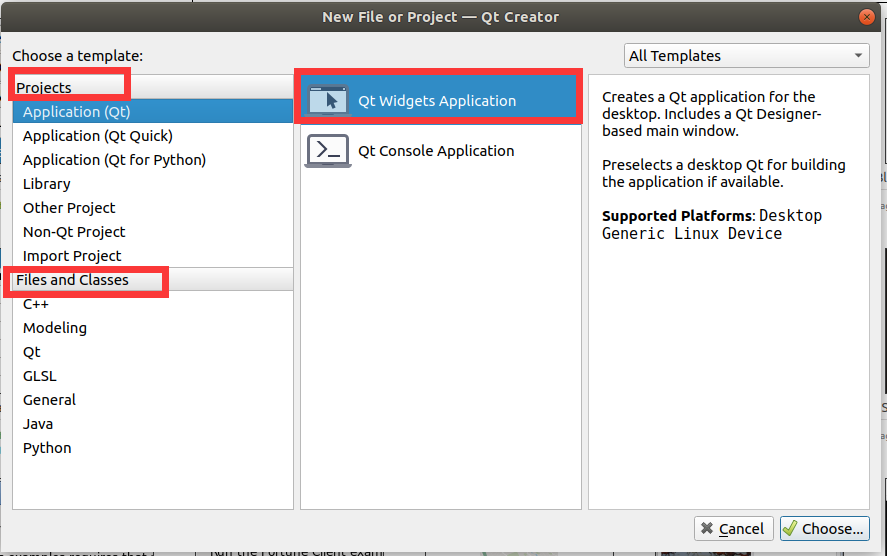 New File or Project — Qt Creator
Choose a template:
All Templates
Projects
Application (Qt)
Application (Qt Quick)
Application (Qt for Python)
Library
Other Project
Non-Qt Project
Import Project
Files and Classes
C++
Modeling
Qt
GLSL
General
Java
Python
Qt Widgets Application
Qt Console Application
Creates a Qt application for the
desktop. Includes a Qt Designer-
based main window.
Preselects a desktop Qt for building
the application if available.
Supported Platforms: Desktop
Generic Linux Device
Cancel
Choose...